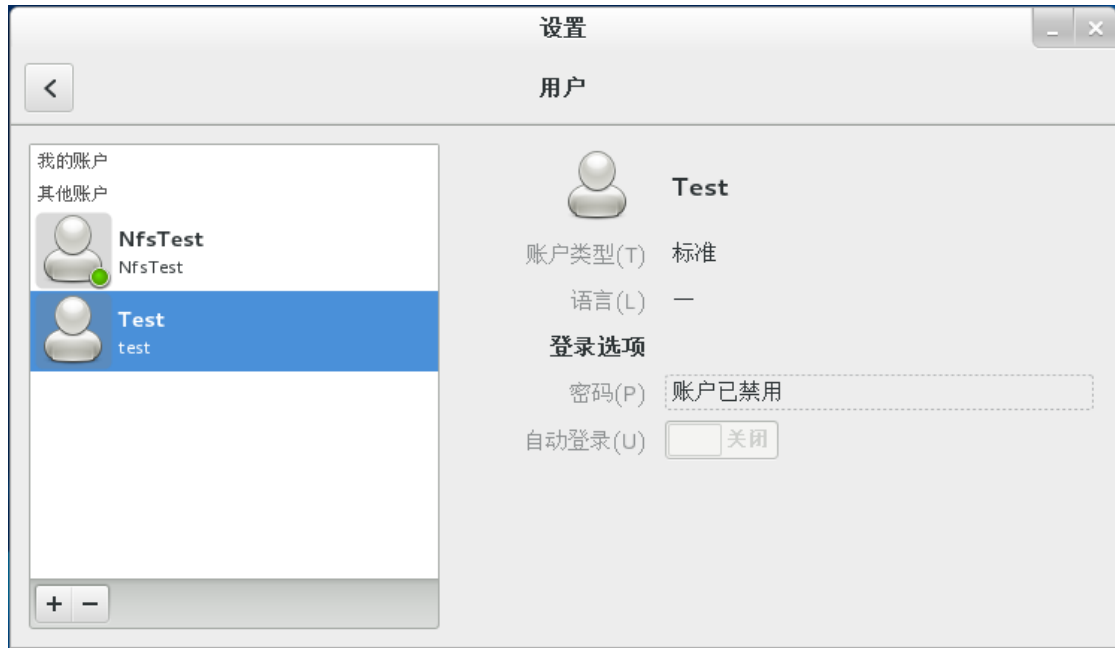 设置
用户
我的账户
其他账户
NfsTest
NfsTest
Test
test
Test
账户类型(T) 标准
语言(L) —
登录选项
密码(P) 账户已禁用
自动登录(U) 关闭